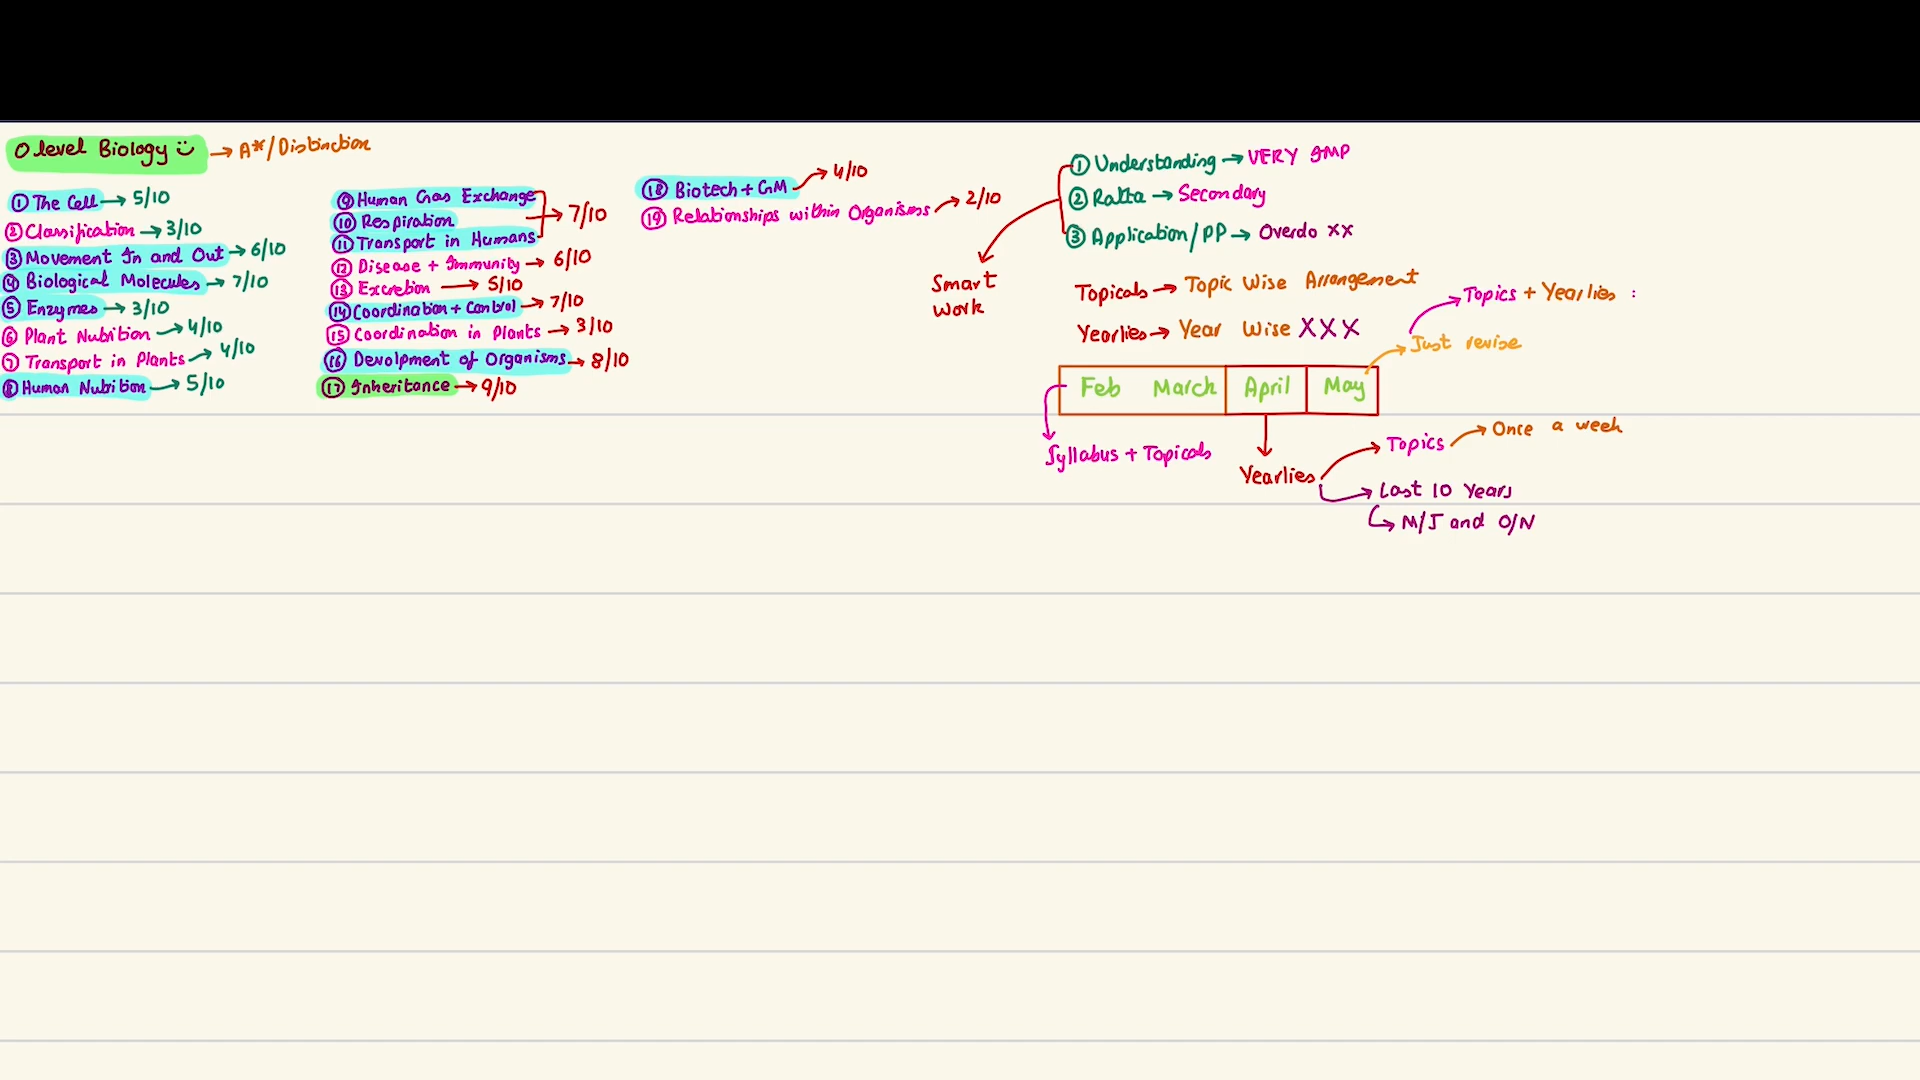 O level Biology → A*/Distinction
① The Cell → 5/10
② Classification → 3/10
③ Movement In and Out → 6/10
④ Biological Molecules → 7/10
⑤ Enzymes → 3/10
⑥ Plant Nutrition → 4/10
⑦ Transport in Plants → 4/10
⑧ Human Nutrition → 5/10
⑨ Human Gas Exchange
⑩ Respiration → 7/10
⑪ Transport in Humans
⑫ Disease + Immunity → 6/10
⑬ Excretion → 5/10
⑭ Coordination + Control → 7/10
⑮ Coordination in Plants → 3/10
⑯ Devolpment of Organisms → 8/10
⑰ Inheritance → 9/10
⑱ Biotech + GM → 4/10
⑲ Relationships within Organisms → 2/10
① Understanding → VERY IMP
② Ratta → Secondary
③ Application/PP → Overdo xx
Smart
work
Topicals → Topic Wise Arrangement
Yearlies → Year Wise XXX
Topics + Yearlies :
Just revise
Feb March April May
Syllabus + Topicals
Yearlies
Topics → Once a week
Last 10 Years
M/J and O/N